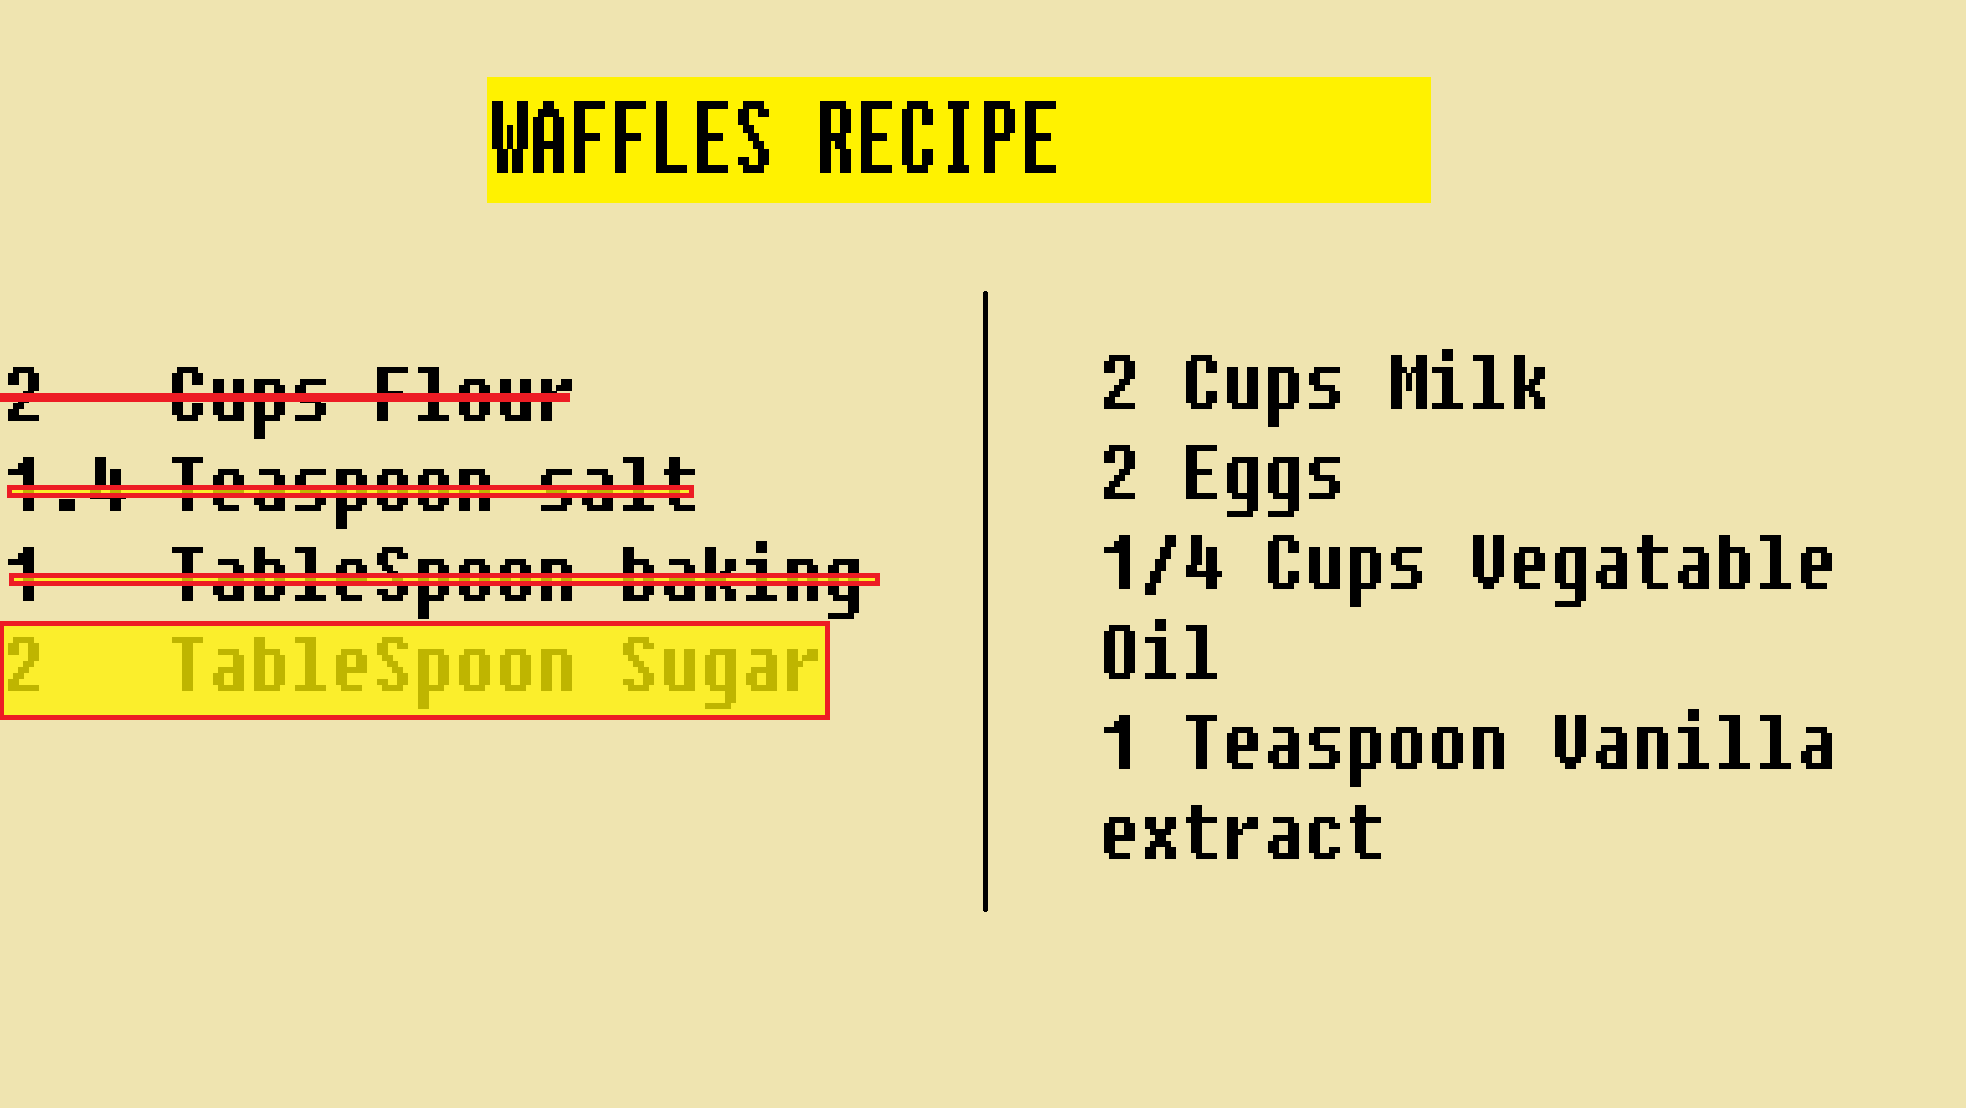 WAFFLES RECIPE
2 Cups Flour
1.4 Teaspoon salt
1 TableSpoon baking
2 TableSpoon Sugar
2 Cups Milk
2 Eggs
1/4 Cups Vegatable
Oil
1 Teaspoon Vanilla
extract